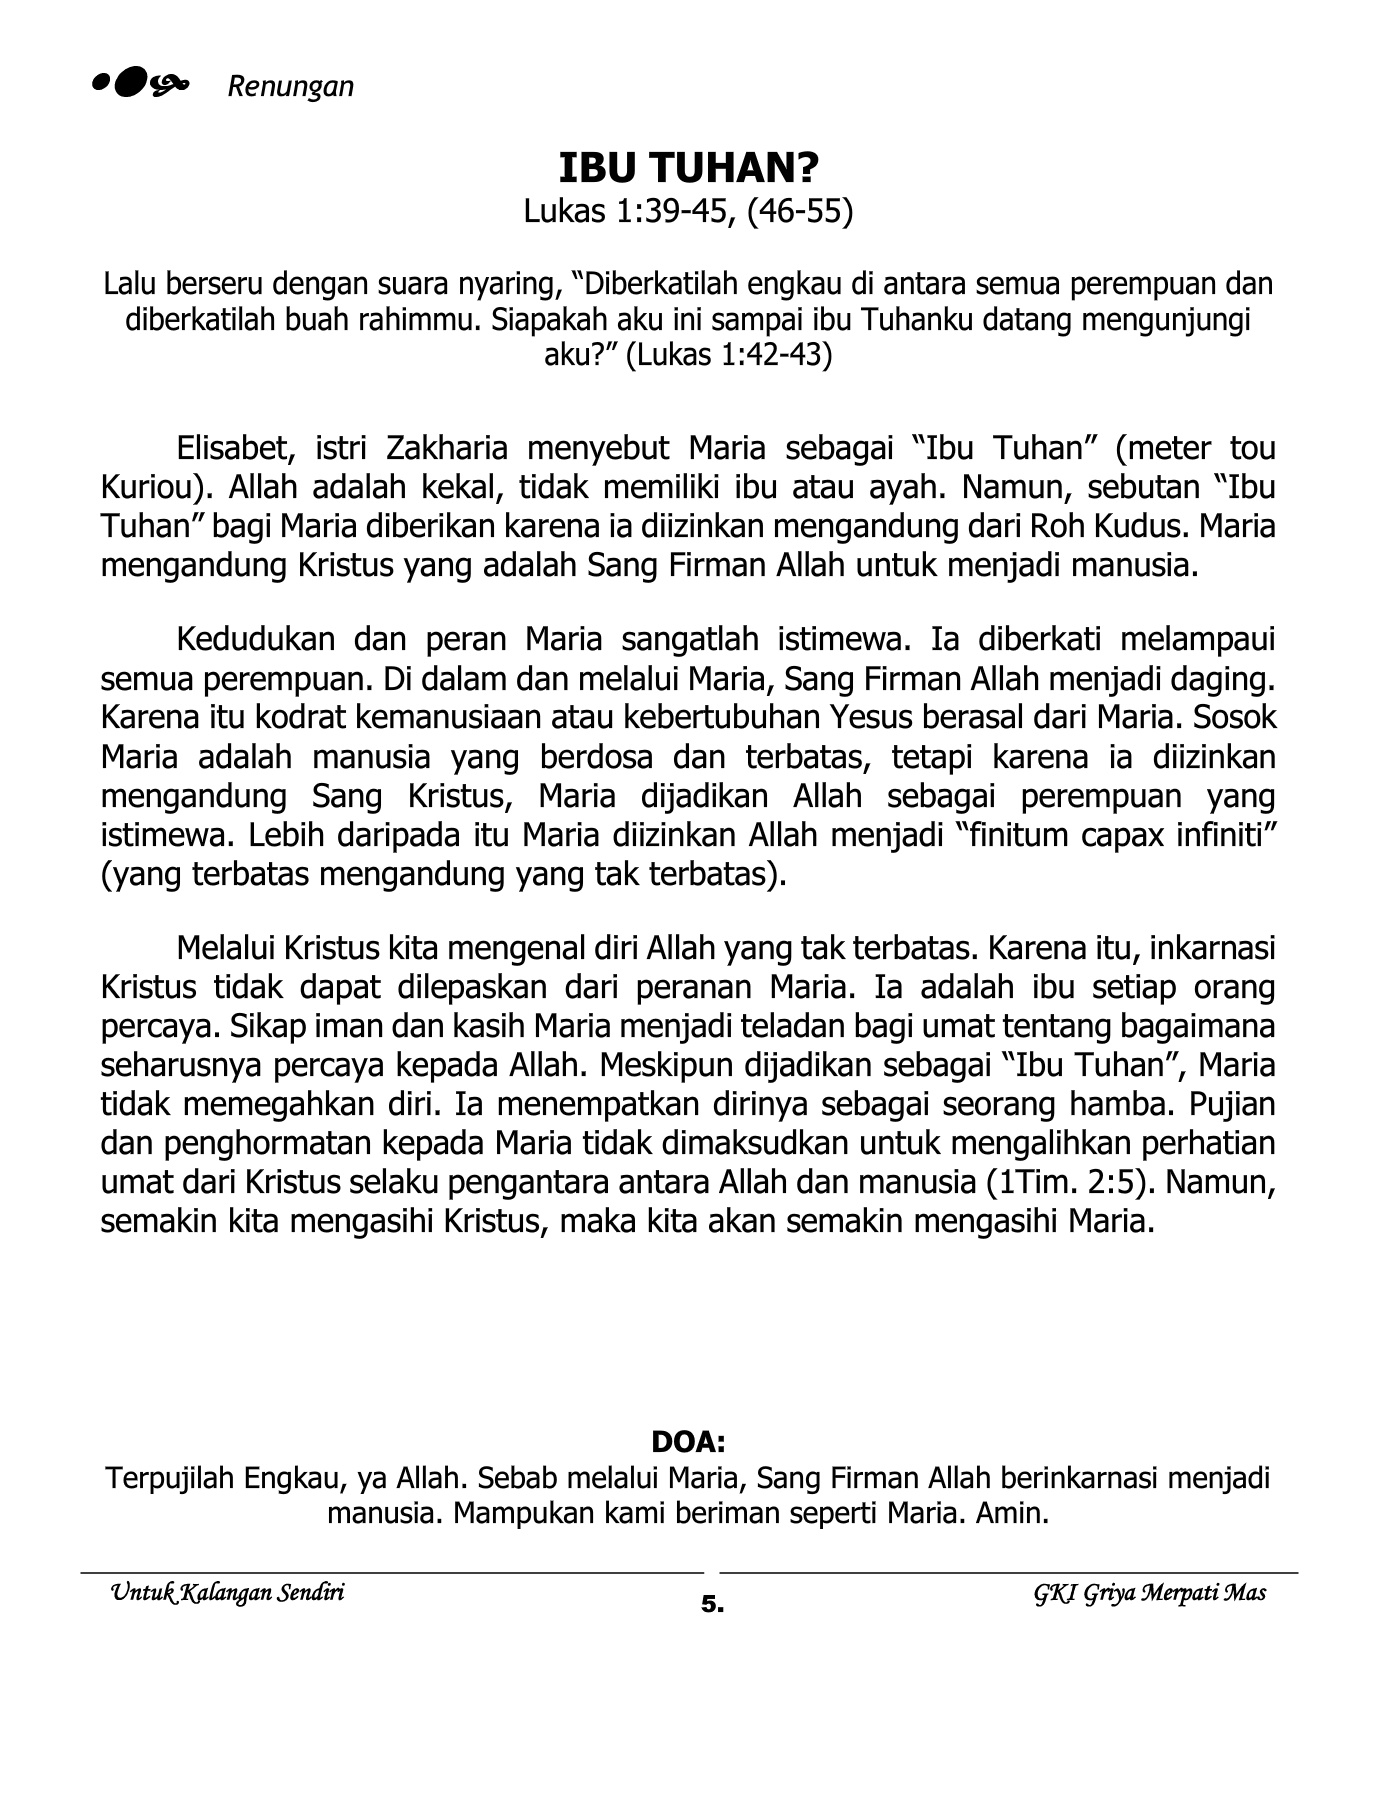 Renungan
IBU TUHAN?
Lukas 1:39-45, (46-55)
Lalu berseru dengan suara nyaring, “Diberkatilah engkau di antara semua perempuan dan
diberkatilah buah rahimmu. Siapakah aku ini sampai ibu Tuhanku datang mengunjungi
aku?” (Lukas 1:42-43)
Elisabet, istri Zakharia menyebut Maria sebagai “Ibu Tuhan” (meter tou
Kuriou). Allah adalah kekal, tidak memiliki ibu atau ayah. Namun, sebutan “Ibu
Tuhan” bagi Maria diberikan karena ia diizinkan mengandung dari Roh Kudus. Maria
mengandung Kristus yang adalah Sang Firman Allah untuk menjadi manusia.
Kedudukan dan peran Maria sangatlah istimewa. Ia diberkati melampaui
semua perempuan. Di dalam dan melalui Maria, Sang Firman Allah menjadi daging.
Karena itu kodrat kemanusiaan atau kebertubuhan Yesus berasal dari Maria. Sosok
Maria adalah manusia yang berdosa dan terbatas, tetapi karena ia diizinkan
mengandung Sang Kristus, Maria dijadikan Allah sebagai perempuan yang
istimewa. Lebih daripada itu Maria diizinkan Allah menjadi “finitum capax infiniti”
(yang terbatas mengandung yang tak terbatas).
Melalui Kristus kita mengenal diri Allah yang tak terbatas. Karena itu, inkarnasi
Kristus tidak dapat dilepaskan dari peranan Maria. Ia adalah ibu setiap orang
percaya. Sikap iman dan kasih Maria menjadi teladan bagi umat tentang bagaimana
seharusnya percaya kepada Allah. Meskipun dijadikan sebagai “Ibu Tuhan”, Maria
tidak memegahkan diri. Ia menempatkan dirinya sebagai seorang hamba. Pujian
dan penghormatan kepada Maria tidak dimaksudkan untuk mengalihkan perhatian
umat dari Kristus selaku pengantara antara Allah dan manusia (1Tim. 2:5). Namun,
semakin kita mengasihi Kristus, maka kita akan semakin mengasihi Maria.
DOA:
Terpujilah Engkau, ya Allah. Sebab melalui Maria, Sang Firman Allah berinkarnasi menjadi
manusia. Mampukan kami beriman seperti Maria. Amin.
Untuk Kalangan Sendiri
5.
GKI Griya Merpati Mas